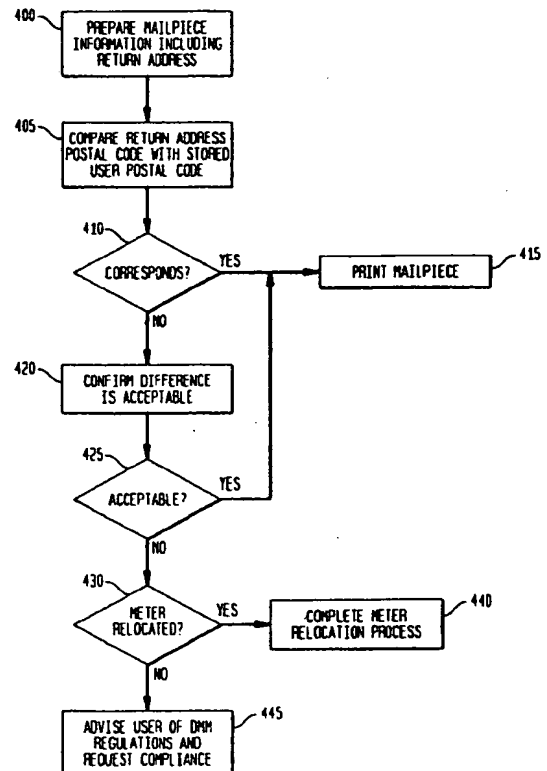 400
PREPARE MAILPIECE
INFORMATION INCLUDING
RETURN ADDRESS
405
COMPARE RETURN ADDRESS
POSTAL CODE WITH STORED
USER POSTAL CODE
410
CORRESPONDS?
YES
PRINT MAILPIECE
415
NO
420
CONFIRM DIFFERENCE
IS ACCEPTABLE
425
ACCEPTABLE?
YES
NO
430
METER
RELOCATED?
YES
COMPLETE METER
RELOCATION PROCESS
440
NO
445
ADVISE USER OF DMM
REGULATIONS AND
REQUEST COMPLIANCE